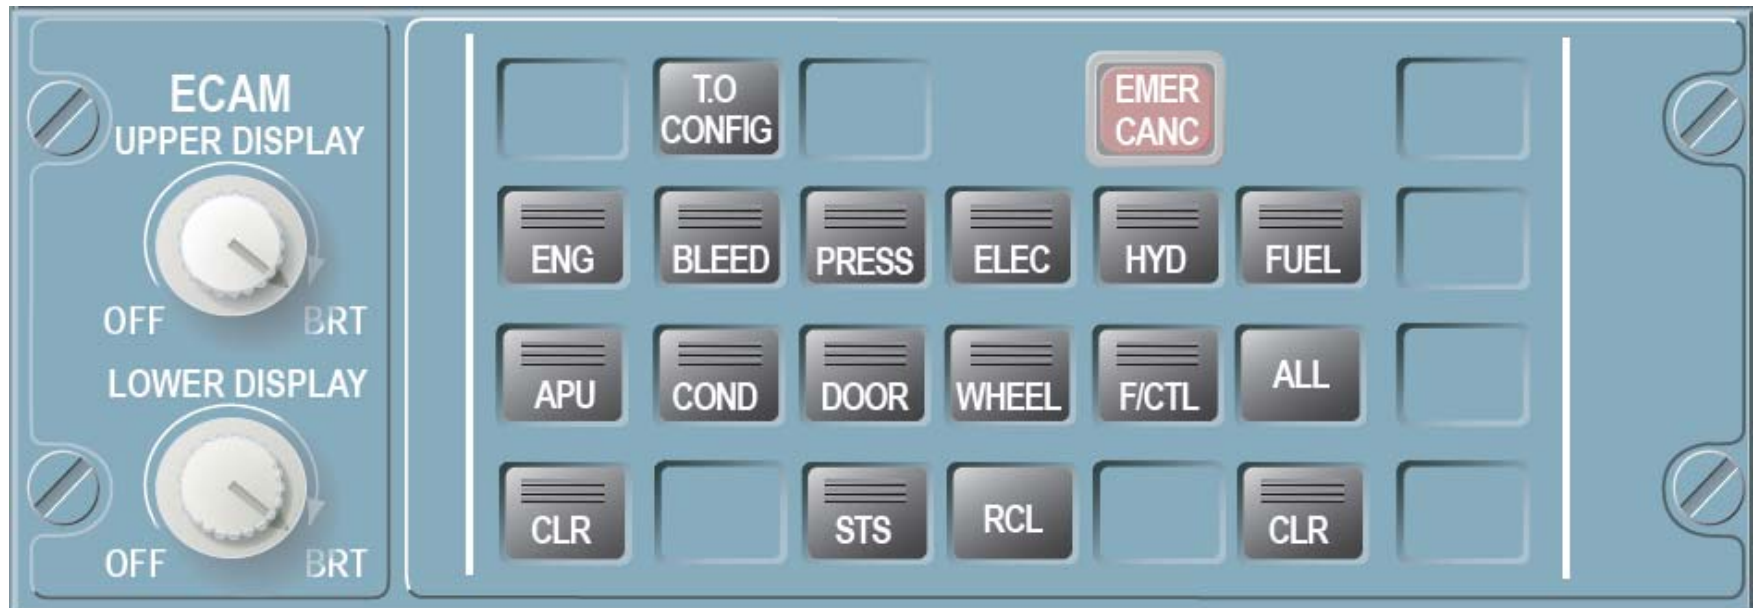 ECAM
UPPER DISPLAY
OFF BRT
LOWER DISPLAY
OFF BRT
T.O
CONFIG
EMER
CANC
ENG BLEED PRESS ELEC HYD FUEL
APU COND DOOR WHEEL F/CTL ALL
CLR STS RCL CLR